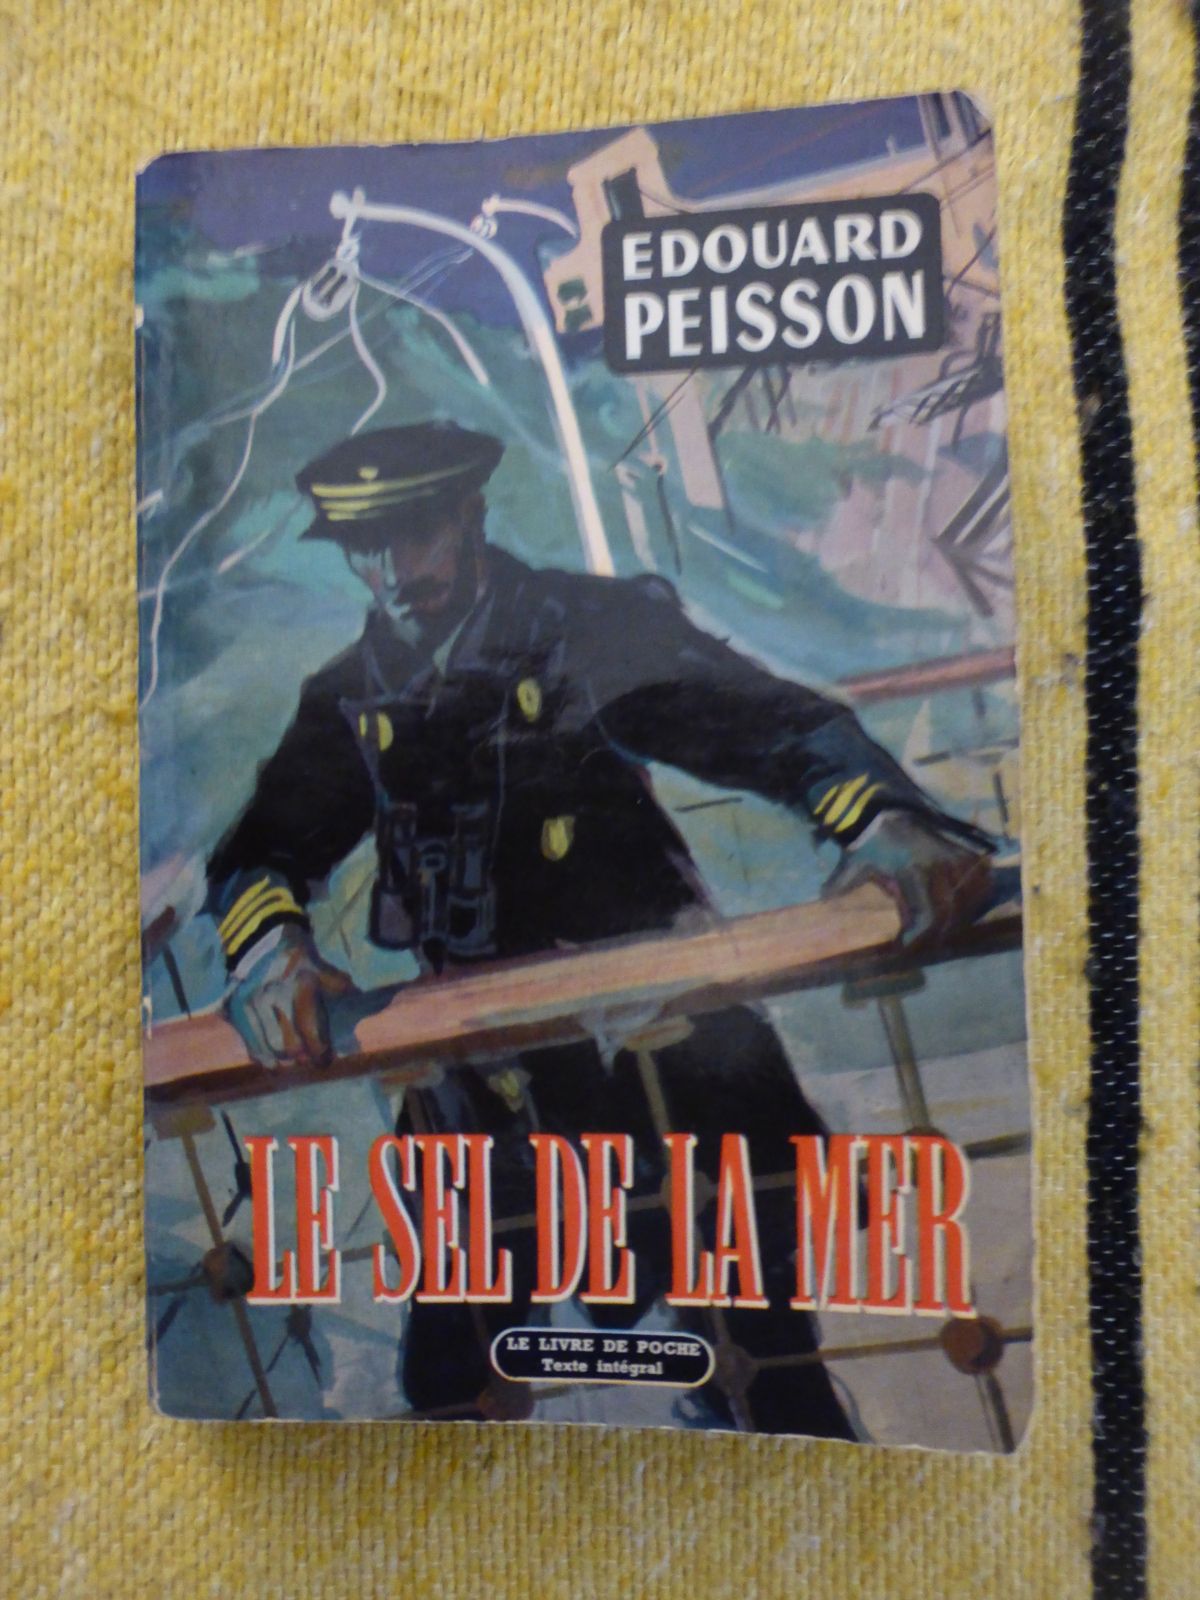 EDOUARD
PEISSON
LE SEL DE LA MER
LE LIVRE DE POCHE
Texte intégral